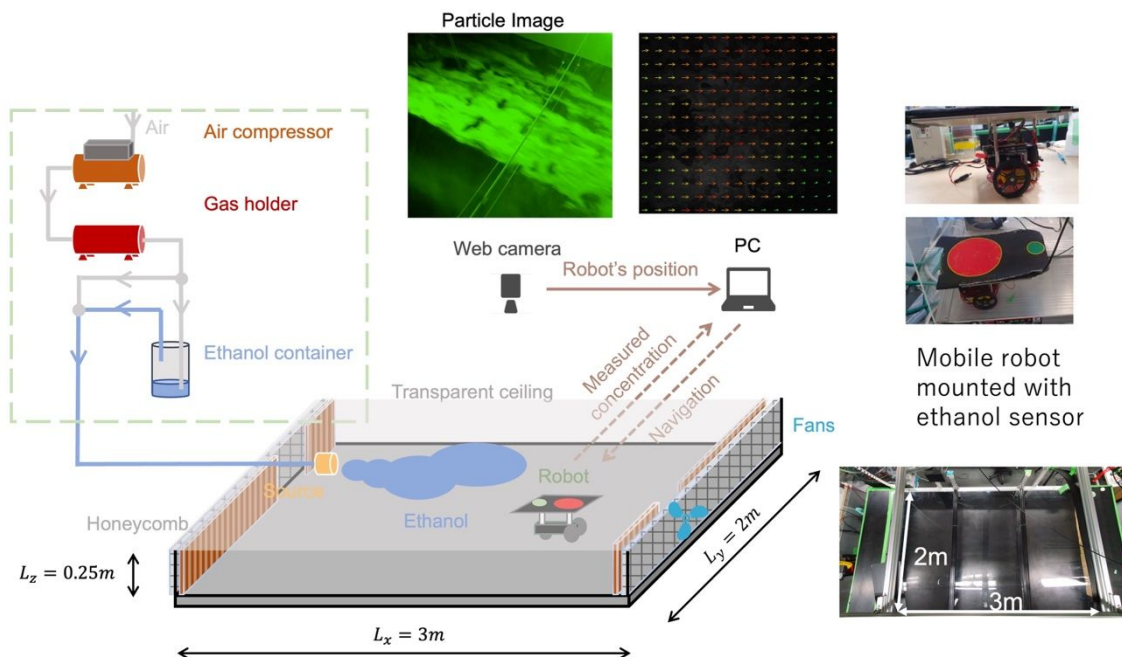 Particle Image
Air
Air compressor
Gas holder
Ethanol container
Web camera
PC
Robot's position
Measured
concentration
Navigation
Transparent ceiling
Fans
Source
Robot
Ethanol
Honeycomb
L_z = 0.25m
L_y = 2m
L_x = 3m
Mobile robot
mounted with
ethanol sensor
2m
3m